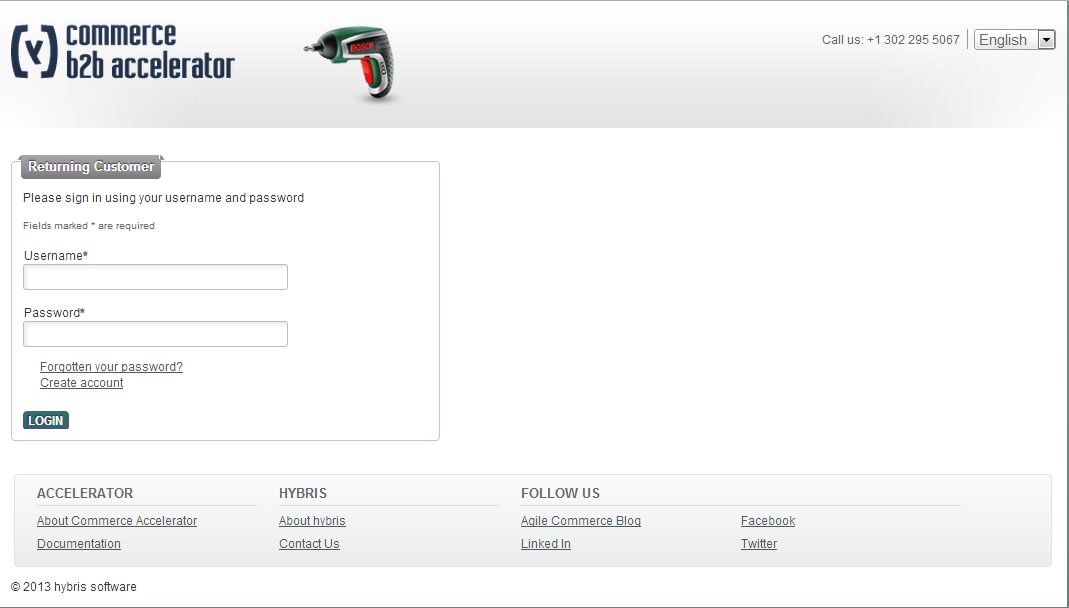 commerce
b2b accelerator
BOSCH
IXO
Call us: +1 302 295 5067
English
Returning Customer
Please sign in using your username and password
Fields marked * are required
Username*
Password*
Forgotten your password?
Create account
LOGIN
ACCELERATOR
About Commerce Accelerator
Documentation
HYBRIS
About hybris
Contact Us
FOLLOW US
Agile Commerce Blog
Linked In
Facebook
Twitter
© 2013 hybris software